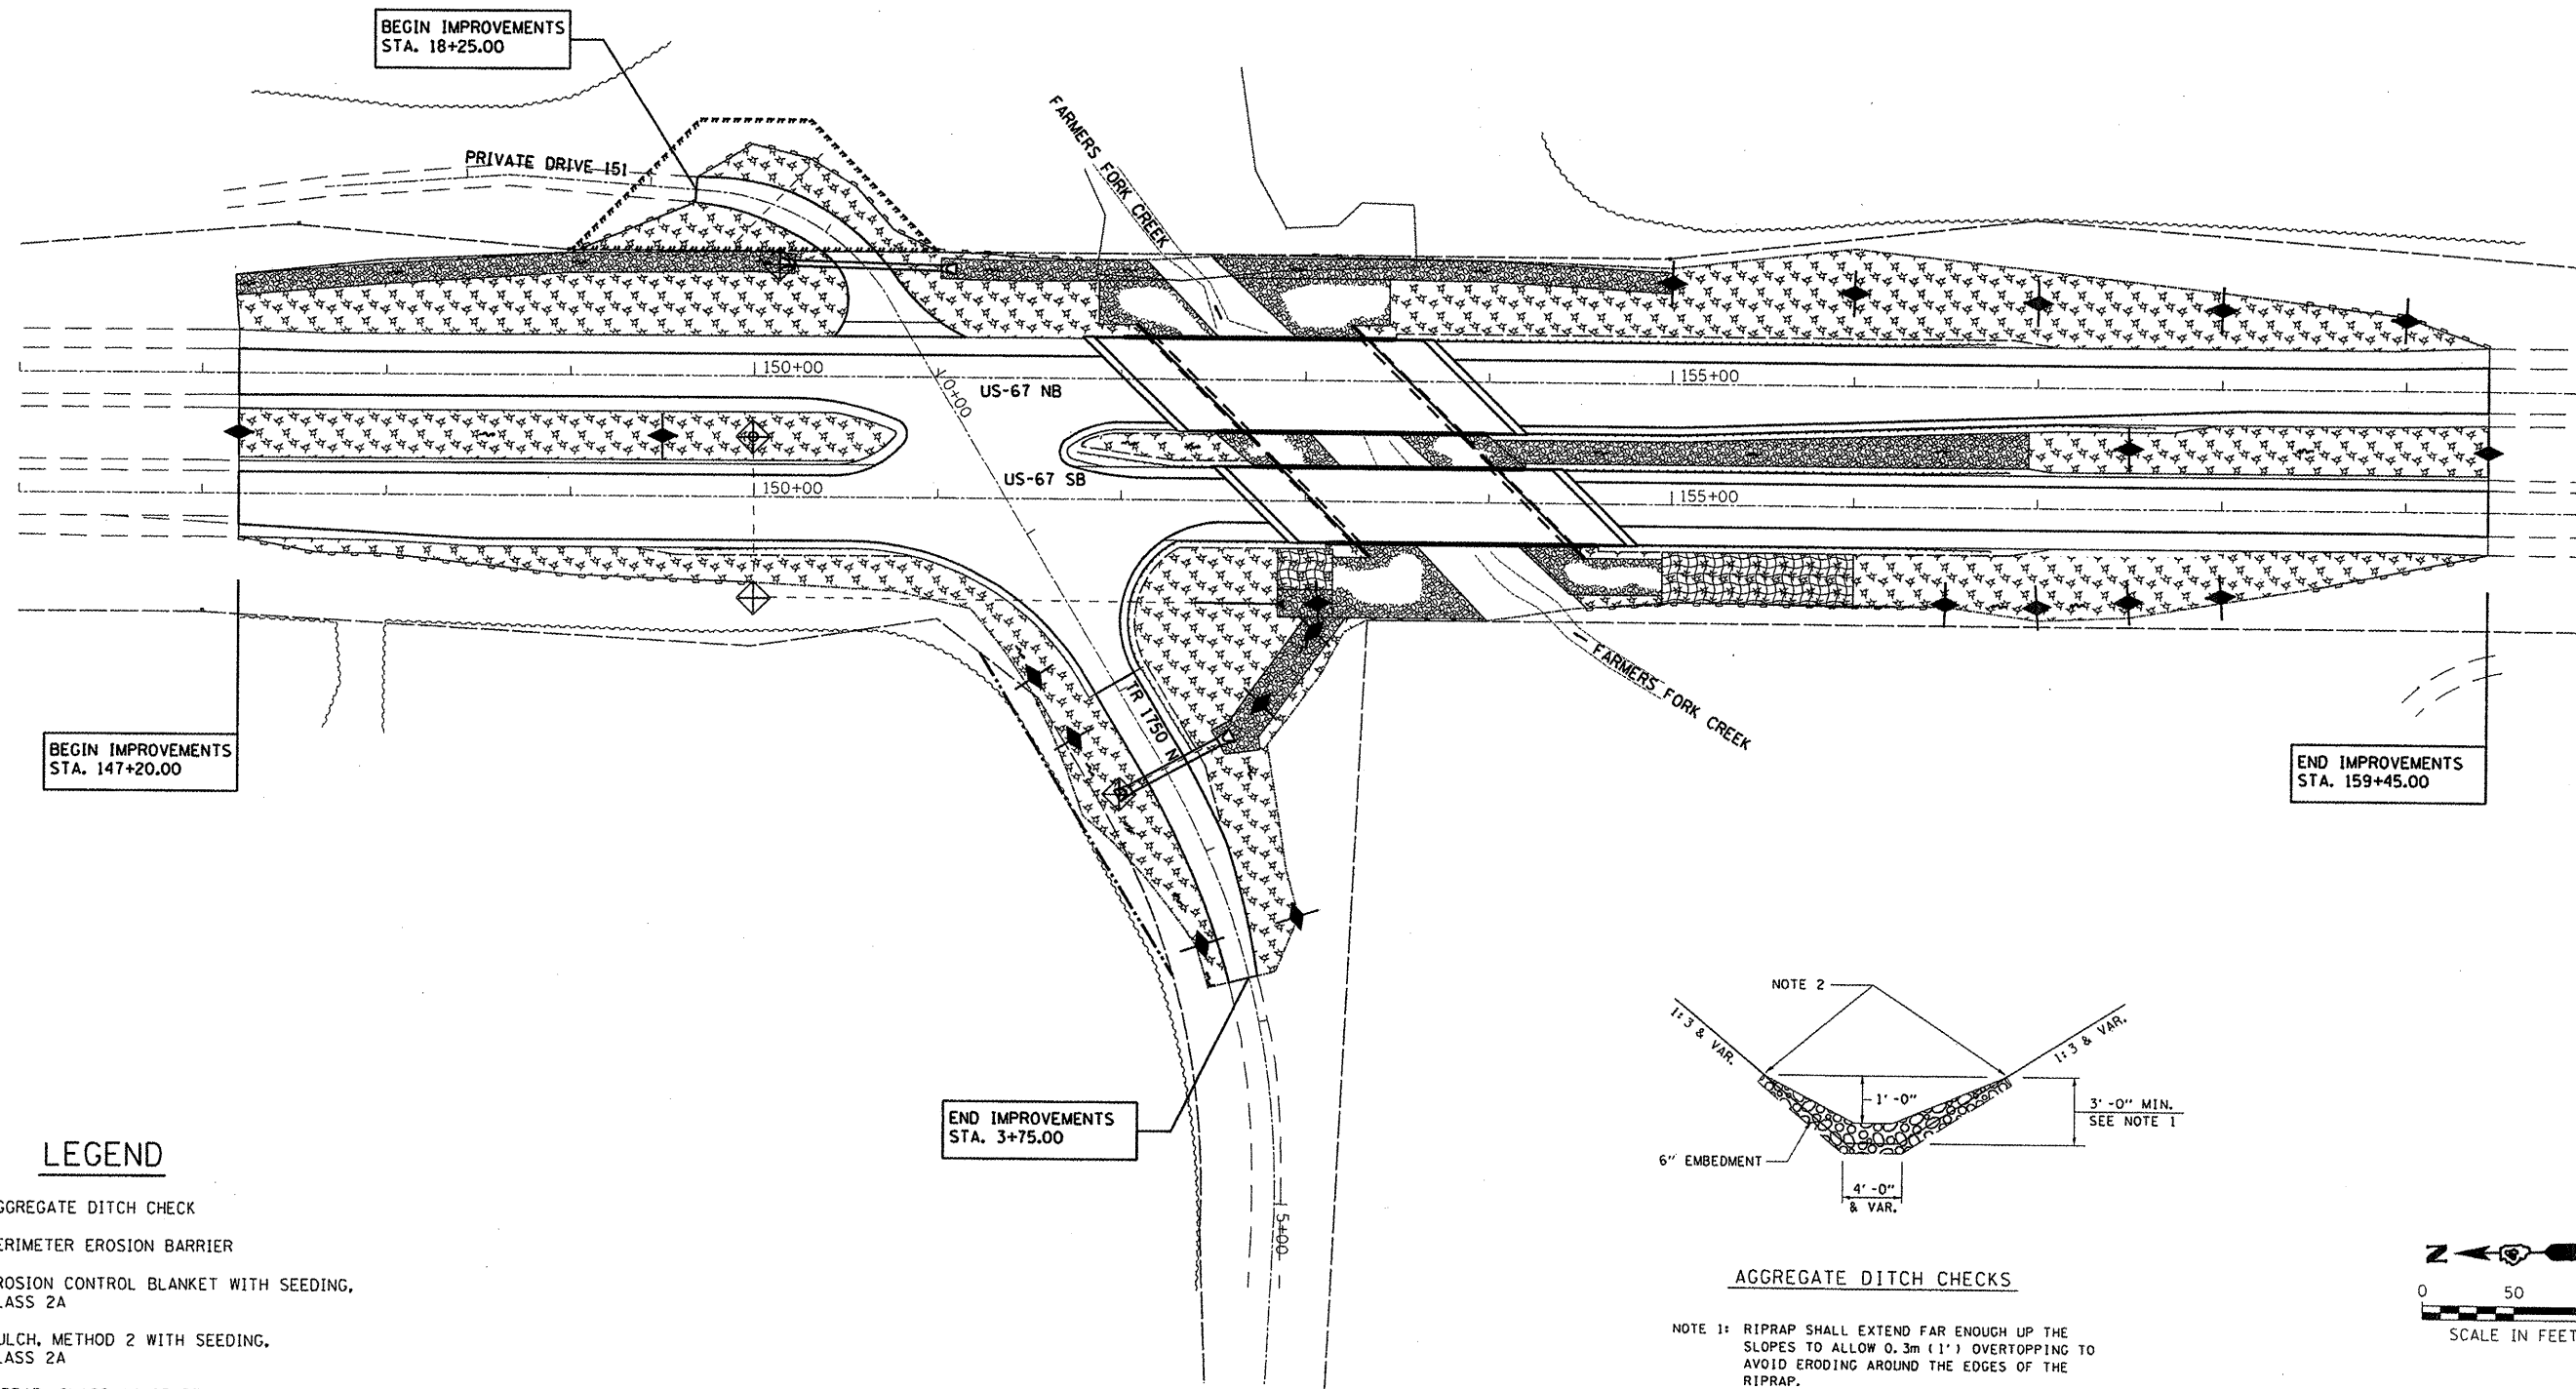 BEGIN IMPROVEMENTS
STA. 18+25.00
PRIVATE DRIVE 151
FARMERS FORK CREEK
150+00
0+00
US-67 NB
155+00
US-67 SB
150+00
155+00
TR 1750 N
FARMERS FORK CREEK
BEGIN IMPROVEMENTS
STA. 147+20.00
END IMPROVEMENTS
STA. 159+45.00
END IMPROVEMENTS
STA. 3+75.00
5+00
NOTE 2
1:3 & VAR.
1:3 & VAR.
1'-0"
3'-0" MIN.
SEE NOTE 1
6" EMBEDMENT
4'-0"
& VAR.
AGGREGATE DITCH CHECKS
NOTE 1: RIPRAP SHALL EXTEND FAR ENOUGH UP THE
SLOPES TO ALLOW 0.3m (1') OVERTOPPING TO
AVOID ERODING AROUND THE EDGES OF THE
RIPRAP.
N
0 50
SCALE IN FEET
LEGEND
GGREGATE DITCH CHECK
ERIMETER EROSION BARRIER
ROSION CONTROL BLANKET WITH SEEDING,
LASS 2A
ULCH, METHOD 2 WITH SEEDING,
LASS 2A